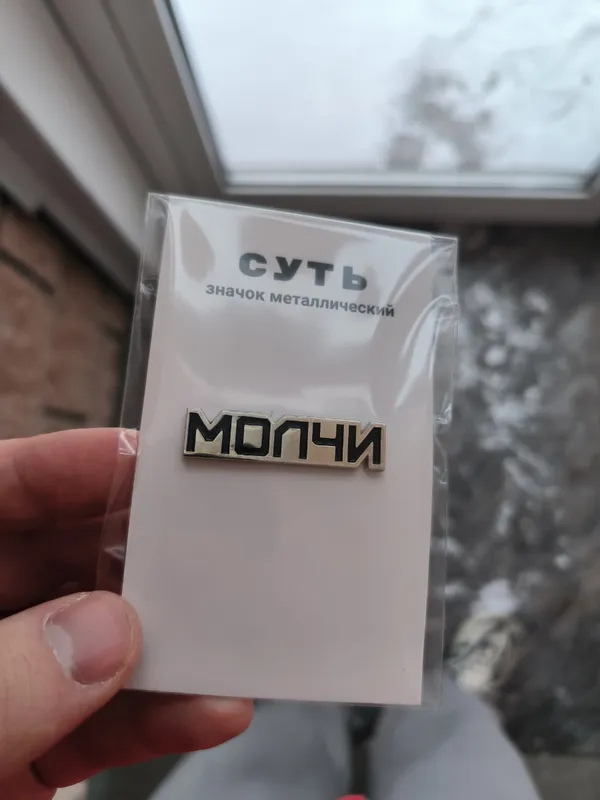 СУТЬ
значок металлический
МОЛЧИ